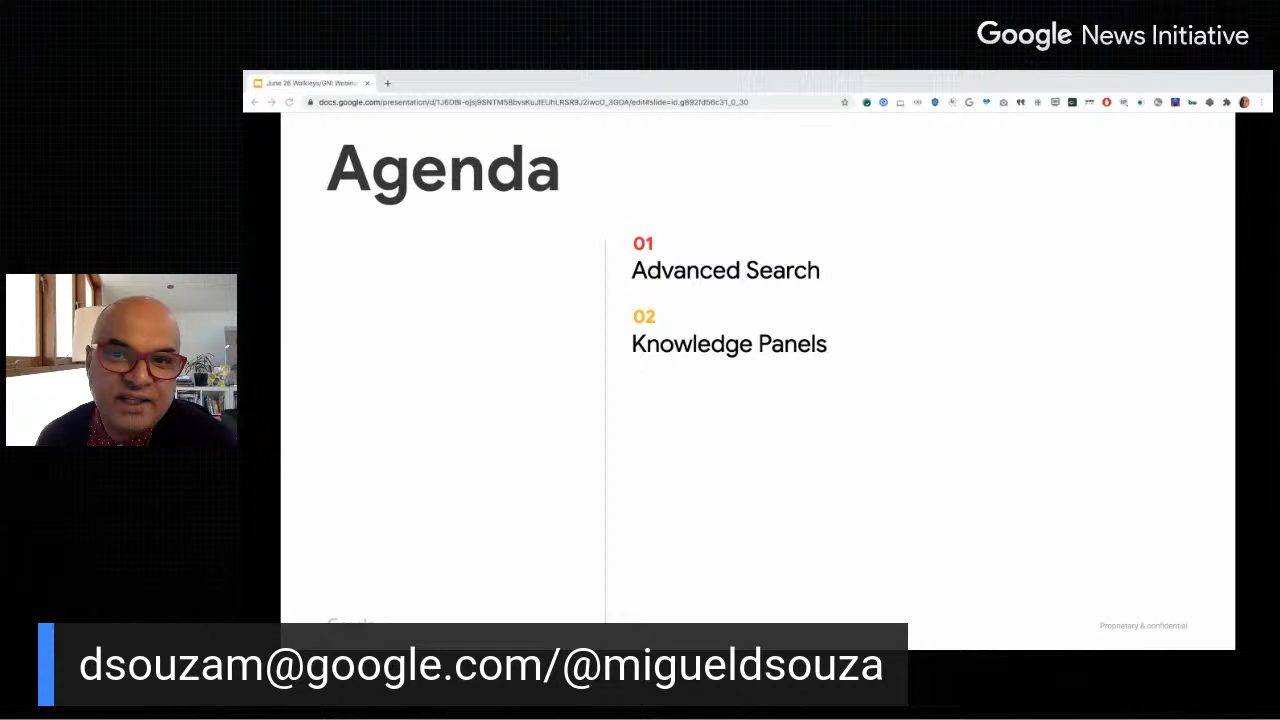 Google News Initiative
Agenda
01
Advanced Search
02
Knowledge Panels
Proprietary & confidential
dsouzam@google.com/@migueldsouza